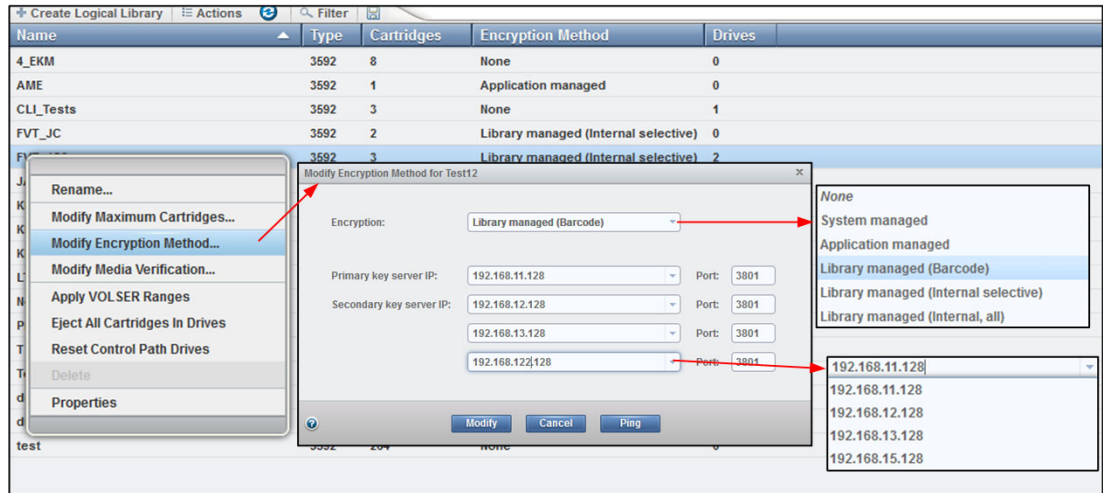 Create Logical Library Actions Filter
Name Type Cartridges Encryption Method Drives
4_EKM 3592 8 None 0
AME 3592 1 Application managed 0
CLI_Tests 3592 3 None 1
FVT_JC 3592 2 Library managed (Internal selective) 0
3592 3 Library managed (Internal selective) 2
Rename...
Modify Maximum Cartridges...
Modify Encryption Method...
Modify Media Verification...
Apply VOLSER Ranges
Eject All Cartridges In Drives
Reset Control Path Drives
Delete
Properties
test 3592 264 None 0
Modify Encryption Method for Test12 x
Encryption: Library managed (Barcode)
Primary key server IP: 192.168.11.128 Port: 3801
Secondary key server IP: 192.168.12.128 Port: 3801
192.168.13.128 Port: 3801
192.168.122.128 Port: 3801
? Modify Cancel Ping
None
System managed
Application managed
Library managed (Barcode)
Library managed (Internal selective)
Library managed (Internal, all)
192.168.11.128
192.168.11.128
192.168.12.128
192.168.13.128
192.168.15.128